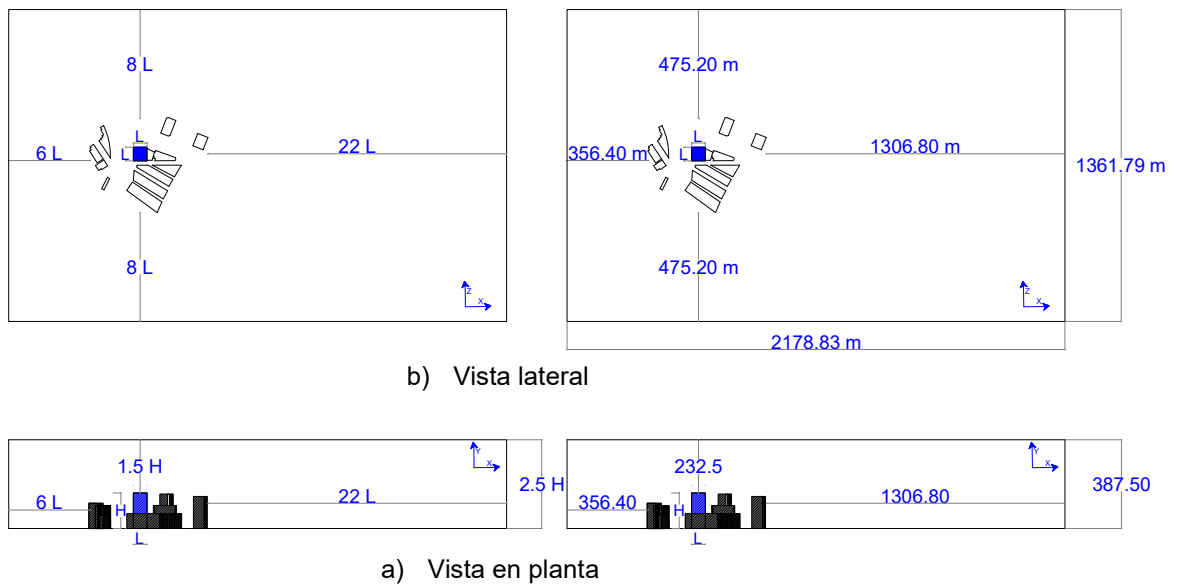 8 L
475.20 m
L
L
L
L
6 L
22 L
356.40 m
1306.80 m
1361.79 m
8 L
475.20 m
Z
X
Z
X
2178.83 m
b) Vista lateral
Y
X
Y
X
1.5 H
232.5
2.5 H
387.50
6 L
H
22 L
356.40
H
1306.80
L
L
a) Vista en planta